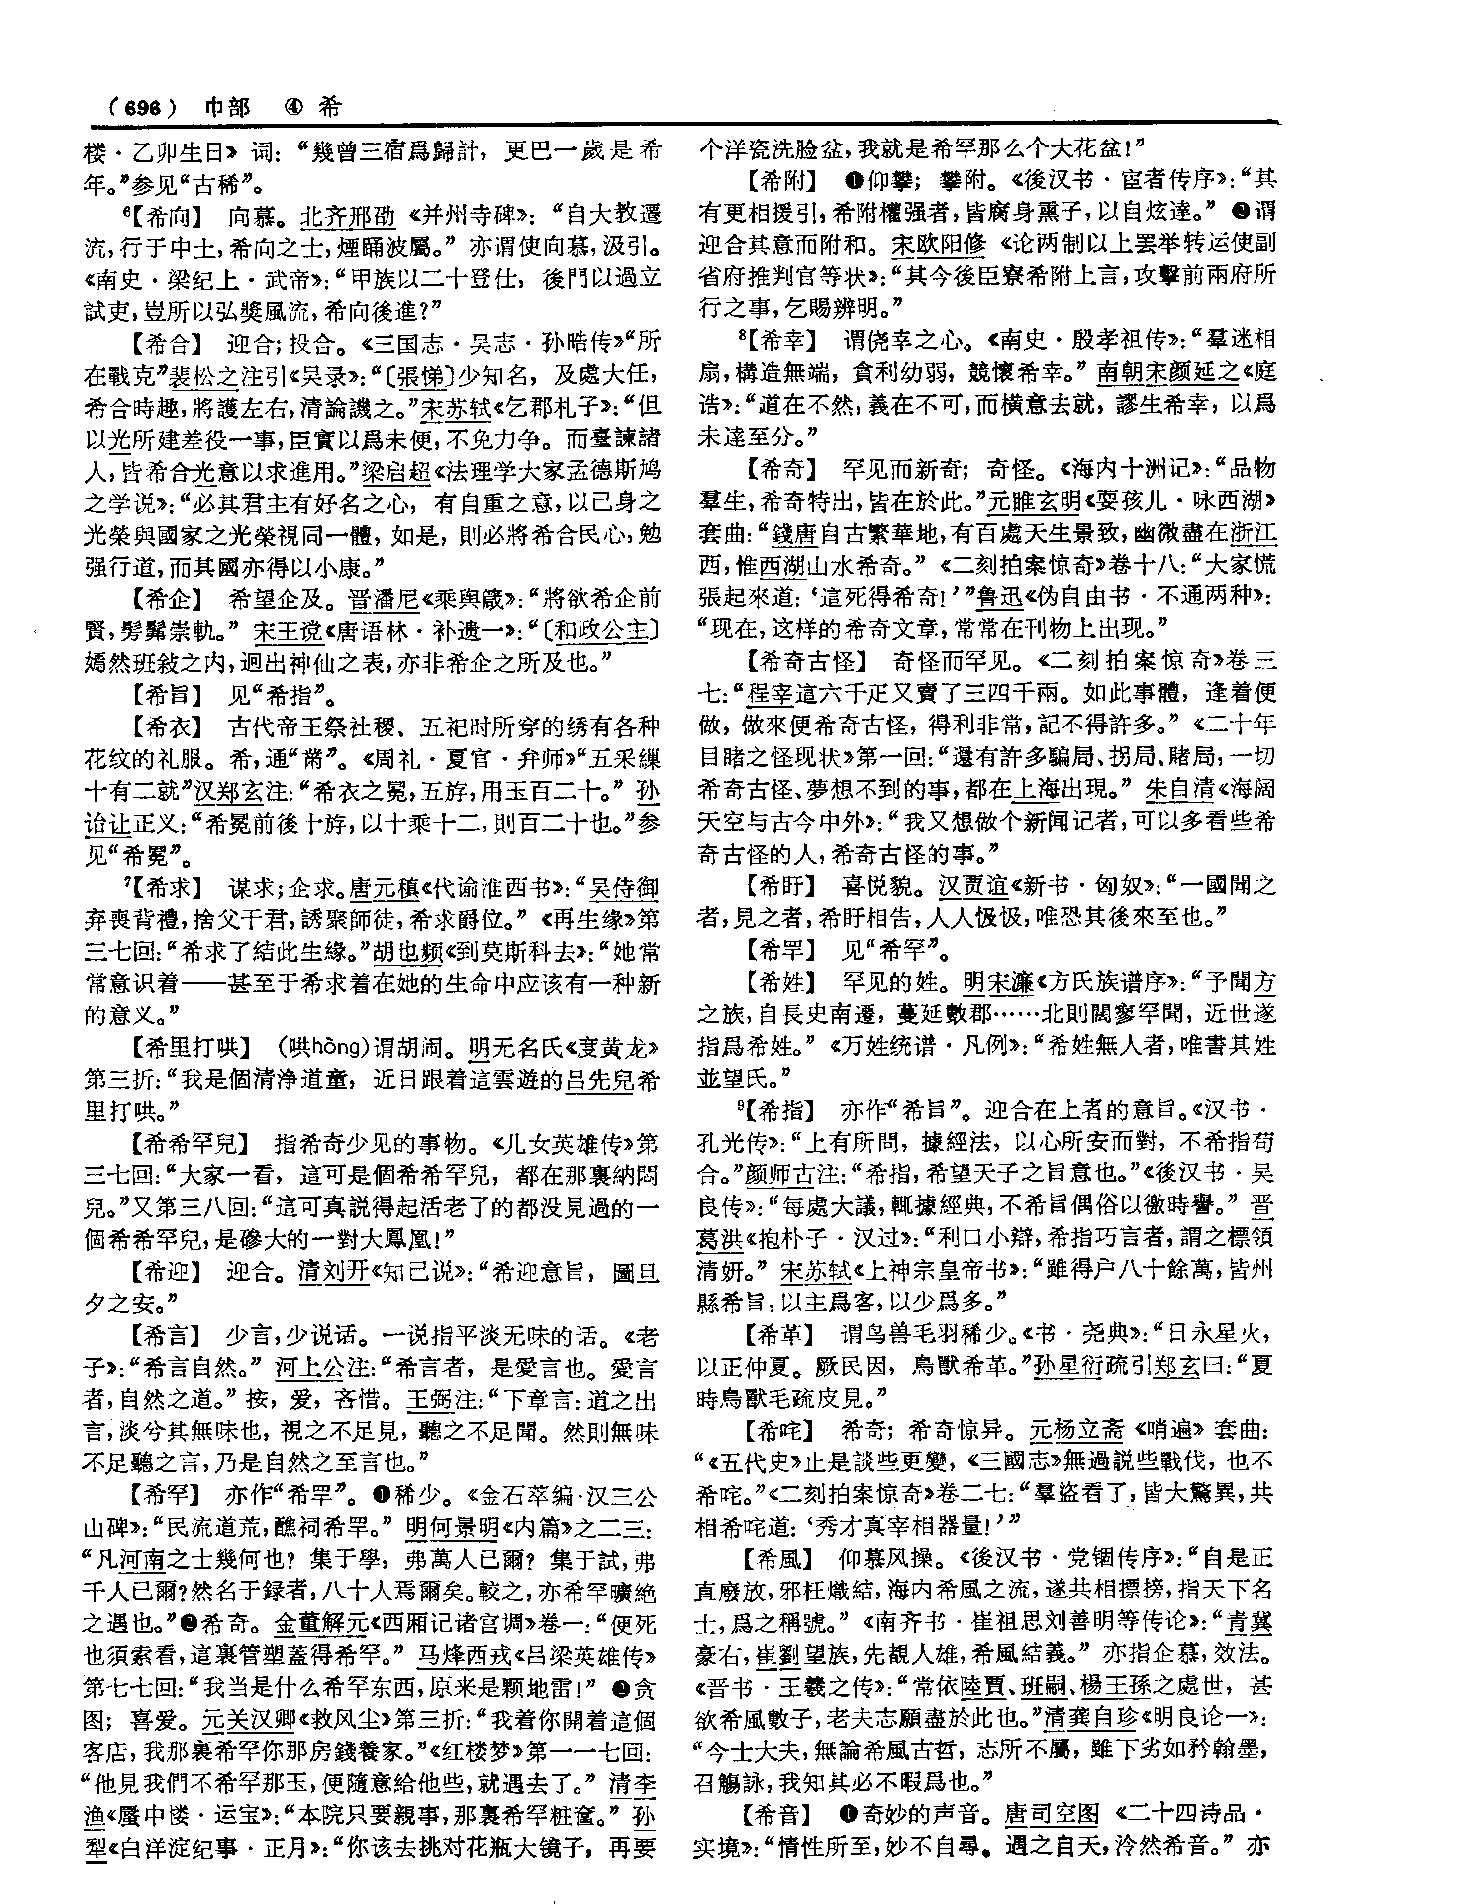 （696） 巾部 ④ 希
楼·乙卯生日》词：“幾曾三宿爲歸計，更巴一歲是希
年。”参见“古稀”。
6【希向】 向慕。北齐邢劭《并州寺碑》：“自大教遷
流，行于中土，希向之士，煙踊波屬。”亦谓使向慕，汲引。
《南史·梁纪上·武帝》：“甲族以二十登仕，後門以過立
試吏，豈所以弘獎風流，希向後進？”
【希合】 迎合；投合。《三国志·吴志·孙晧传》“所
在戰克”裴松之注引《吴录》：“〔張悌〕少知名，及處大任，
希合時趣，將護左右，清論譏之。”宋苏轼《乞郡札子》：“但
以光所建差役一事，臣實以爲未便，不免力争。而臺諫諸
人，皆希合光意以求進用。”梁启超《法理学大家孟德斯鸠
之学说》：“必其君主有好名之心，有自重之意，以己身之
光榮與國家之光榮視同一體，如是，則必將希合民心，勉
强行道，而其國亦得以小康。”
【希企】 希望企及。晋潘尼《乘舆箴》：“將欲希企前
賢，髣髴崇軌。”宋王谠《唐语林·补遗一》：“〔和政公主〕
嫣然班敍之内，迥出神仙之表，亦非希企之所及也。”
【希旨】 见“希指”。
【希衣】 古代帝王祭社稷、五祀时所穿的绣有各种
花纹的礼服。希，通“黹”。《周礼·夏官·弁师》“五采繅
十有二就”汉郑玄注：“希衣之冕，五斿，用玉百二十。”孙
诒让正义：“希冕前後十斿，以十乘十二，則百二十也。”参
见“希冕”。
7【希求】 谋求；企求。唐元稹《代谕淮西书》：“吴侍御
弃喪背禮，捨父干君，誘聚師徒，希求爵位。”《再生缘》第
三七回：“希求了结此生緣。”胡也频《到莫斯科去》：“她常
常意识着——甚至于希求着在她的生命中应该有一种新
的意义。”
【希里打哄】 （哄hòng）谓胡闹。明无名氏《度黄龙》
第三折：“我是個清浄道童，近日跟着這雲遊的吕先兒希
里打哄。”
【希希罕兒】 指希奇少见的事物。《儿女英雄传》第
三七回：“大家一看，這可是個希希罕兒，都在那裏納悶
兒。”又第三八回：“這可真説得起活老了的都没見過的一
個希希罕兒，是磣大的一對大鳳凰！”
【希迎】 迎合。清刘开《知己说》：“希迎意旨，圖旦
夕之安。”
【希言】 少言，少说话。一说指平淡无味的话。《老
子》：“希言自然。”河上公注：“希言者，是愛言也。愛言
者，自然之道。”按，爱，吝惜。王弼注：“下章言：道之出
言，淡兮其無味也，視之不足見，聽之不足聞。然則無味
不足聽之言，乃是自然之至言也。”
【希罕】 亦作“希罕”。❶稀少。《金石萃编·汉三公
山碑》：“民流道荒，醮祠希罕。”明何景明《内篇》之二三：
“凡河南之士幾何也？集于學，弗萬人已爾？集于試，弗
千人已爾？然名于録者，八十人焉爾矣。較之，亦希罕曠絶
之遇也。”❷希奇。金董解元《西厢记诸宫调》卷一：“便死
也須索看，這裏管塑蓋得希罕。”马烽西戎《吕梁英雄传》
第七七回：“我当是什么希罕东西，原来是颗地雷！”❸贪
图；喜爱。元关汉卿《救风尘》第三折：“我着你開着這個
客店，我那裏希罕你那房錢養家。”《红楼梦》第一一七回：
“他見我們不希罕那玉，便隨意給他些，就過去了。”清李
渔《蜃中楼·运宝》：“本院只要親事，那裏希罕粧奩。”孙
犁《白洋淀纪事·正月》：“你该去挑对花瓶大镜子，再要
个洋瓷洗脸盆，我就是希罕那么个大花盆！”
【希附】 ❶仰攀；攀附。《後汉书·宦者传序》：“其
有更相援引，希附權强者，皆腐身熏子，以自炫達。”❷谓
迎合其意而附和。宋欧阳修《论两制以上罢举转运使副
省府推判官等状》：“其今後臣寮希附上言，攻擊前兩府所
行之事，乞賜辨明。”
8【希幸】 谓侥幸之心。《南史·殷孝祖传》：“羣迷相
扇，構造無端，貪利幼弱，競懷希幸。”南朝宋颜延之《庭
诰》：“道在不然，義在不可，而横意去就，謬生希幸，以爲
未達至分。”
【希奇】 罕见而新奇；奇怪。《海内十洲记》：“品物
羣生，希奇特出，皆在於此。”元睢玄明《耍孩儿·咏西湖》
套曲：“錢唐自古繁華地，有百處天生景致，幽微盡在浙江
西，惟西湖山水希奇。”《二刻拍案惊奇》卷十八：“大家慌
張起來道：‘這死得希奇！’”鲁迅《伪自由书·不通两种》：
“现在，这样的希奇文章，常常在刊物上出现。”
【希奇古怪】 奇怪而罕见。《二刻拍案惊奇》卷三
七：“程宰這六千疋又賣了三四千兩。如此事體，逢着便
做，做來便希奇古怪，得利非常，記不得許多。”《二十年
目睹之怪现状》第一回：“還有許多騙局、拐局、賭局，一切
希奇古怪、夢想不到的事，都在上海出現。”朱自清《海阔
天空与古今中外》：“我又想做个新闻记者，可以多看些希
奇古怪的人，希奇古怪的事。”
【希盱】 喜悦貌。汉贾谊《新书·匈奴》：“一國聞之
者，見之者，希盱相告，人人忣忣，唯恐其後來至也。”
【希罕】 见“希罕”。
【希姓】 罕见的姓。明宋濂《方氏族谱序》：“予聞方
之族，自長史南遷，蔓延數郡……北則闃寥罕聞，近世遂
指爲希姓。”《万姓统谱·凡例》：“希姓無人者，唯書其姓
並望氏。”
9【希指】 亦作“希旨”。迎合在上者的意旨。《汉书·
孔光传》：“上有所問，據經法，以心所安而對，不希指苟
合。”颜师古注：“希指，希望天子之旨意也。”《後汉书·吴
良传》：“每處大議，輒據經典，不希旨偶俗以徼時譽。”晋
葛洪《抱朴子·汉过》：“利口小辯，希指巧言者，謂之標領
清妍。”宋苏轼《上神宗皇帝书》：“雖得户八十餘萬，皆州
縣希旨，以主爲客，以少爲多。”
【希革】 谓鸟兽毛羽稀少。《书·尧典》：“日永星火，
以正仲夏。厥民因，鳥獸希革。”孙星衍疏引郑玄曰：“夏
時鳥獸毛疏皮見。”
【希咤】 希奇；希奇惊异。元杨立斋《哨遍》套曲：
“《五代史》止是談些更變，《三國志》無過説些戰伐，也不
希咤。”《二刻拍案惊奇》卷二七：“羣盜看了，皆大驚異，共
相希咤道：‘秀才真宰相器量！’”
【希風】 仰慕风操。《後汉书·党锢传序》：“自是正
直廢放，邪枉熾結，海内希風之流，遂共相摽搒，指天下名
士，爲之稱號。”《南齐书·崔祖思刘善明等传论》：“青冀
豪右，崔劉望族，先覩人雄，希風結義。”亦指企慕，效法。
《晋书·王羲之传》：“常依陸賈、班嗣、楊王孫之處世，甚
欲希風數子，老夫志願盡於此也。”清龚自珍《明良论一》：
“今士大夫，無論希風古哲，志所不屬，雖下劣如矜翰墨，
召觴詠，我知其必不暇爲也。”
【希音】 ❶奇妙的声音。唐司空图《二十四诗品·
实境》：“情性所至，妙不自尋。遇之自天，泠然希音。”亦